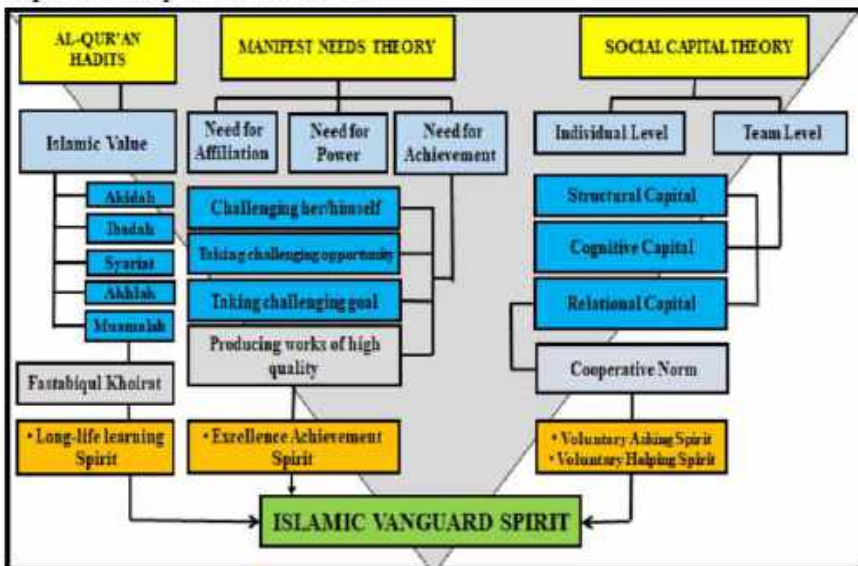 AL-QUR'AN
HADITS
MANIFEST NEEDS THEORY
SOCIAL CAPITAL THEORY
Islamic Value
Need for
Affiliation
Need for
Power
Need for
Achievement
Individual Level
Team Level
Akidah
Ibadah
Syariat
Akhlak
Muamalah
Challenging her/himself
Taking challenging opportunity
Taking challenging goal
Producing works of high
quality
Structural Capital
Cognitive Capital
Relational Capital
Cooperative Norm
Fastabiqul Khoirat
• Long-life learning
Spirit
• Excellence Achievement
Spirit
• Voluntary Asking Spirit
• Voluntary Helping Spirit
ISLAMIC VANGUARD SPIRIT